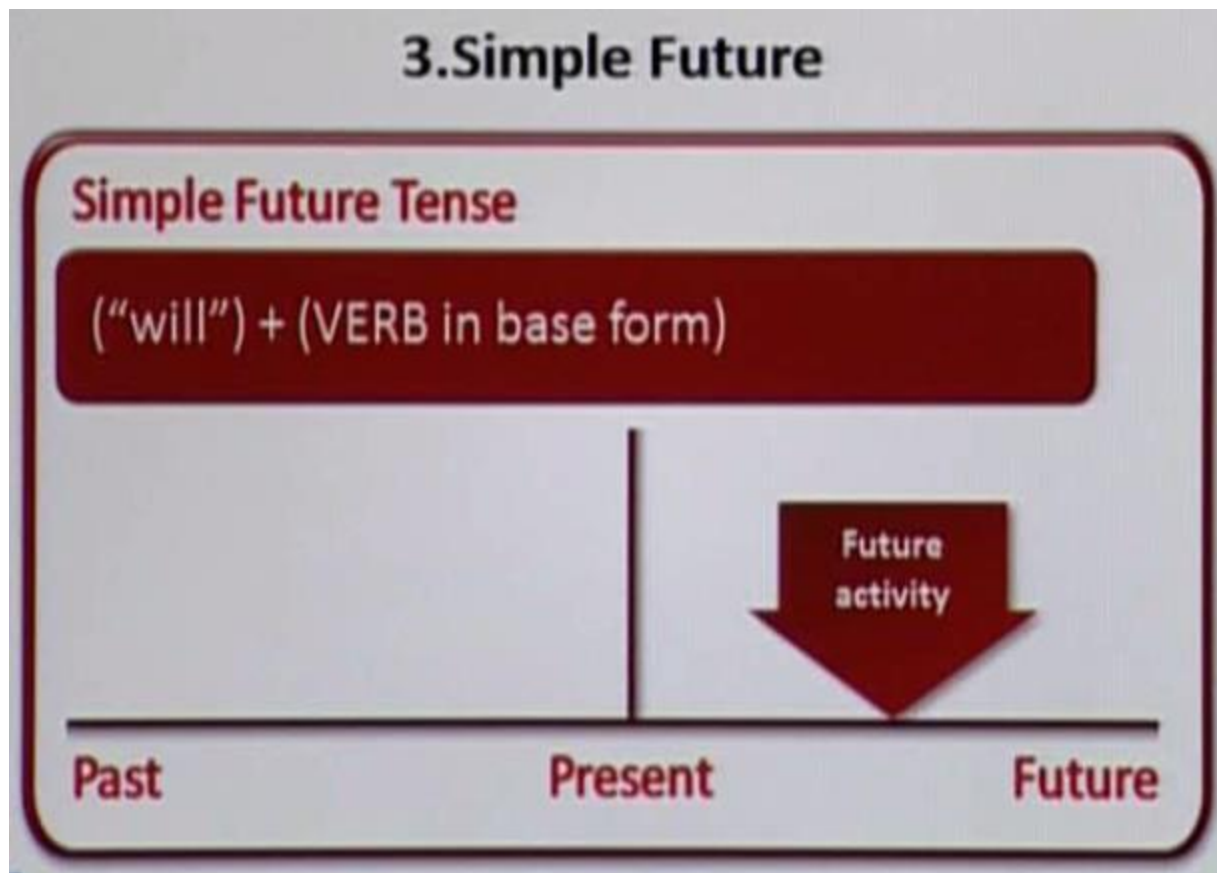 3.Simple Future
Simple Future Tense
("will") + (VERB in base form)
Future
activity
Past Present Future